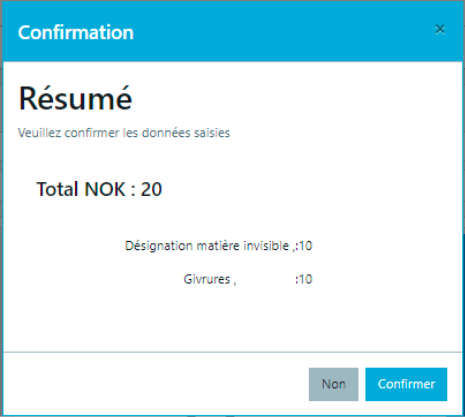 Confirmation ×
Résumé
Veuillez confirmer les données saisies
Total NOK : 20
Désignation matière invisible ,:10
Givrures , :10
Non Confirmer